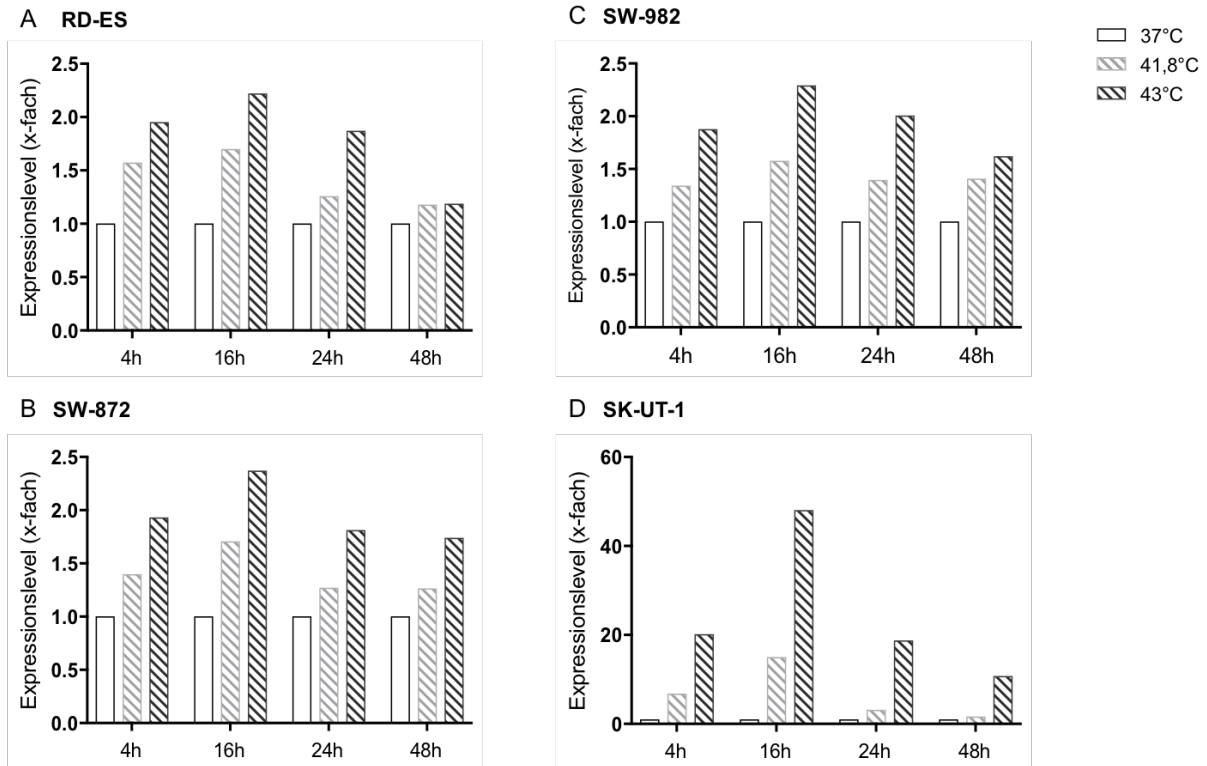 A RD-ES
Expressionslevel (x-fach)
2.5
2.0
1.5
1.0
0.5
0.0
4h 16h 24h 48h
C SW-982
Expressionslevel (x-fach)
2.5
2.0
1.5
1.0
0.5
0.0
4h 16h 24h 48h
37°C
41,8°C
43°C
B SW-872
Expressionslevel (x-fach)
2.5
2.0
1.5
1.0
0.5
0.0
4h 16h 24h 48h
D SK-UT-1
Expressionslevel (x-fach)
60
40
20
0
4h 16h 24h 48h